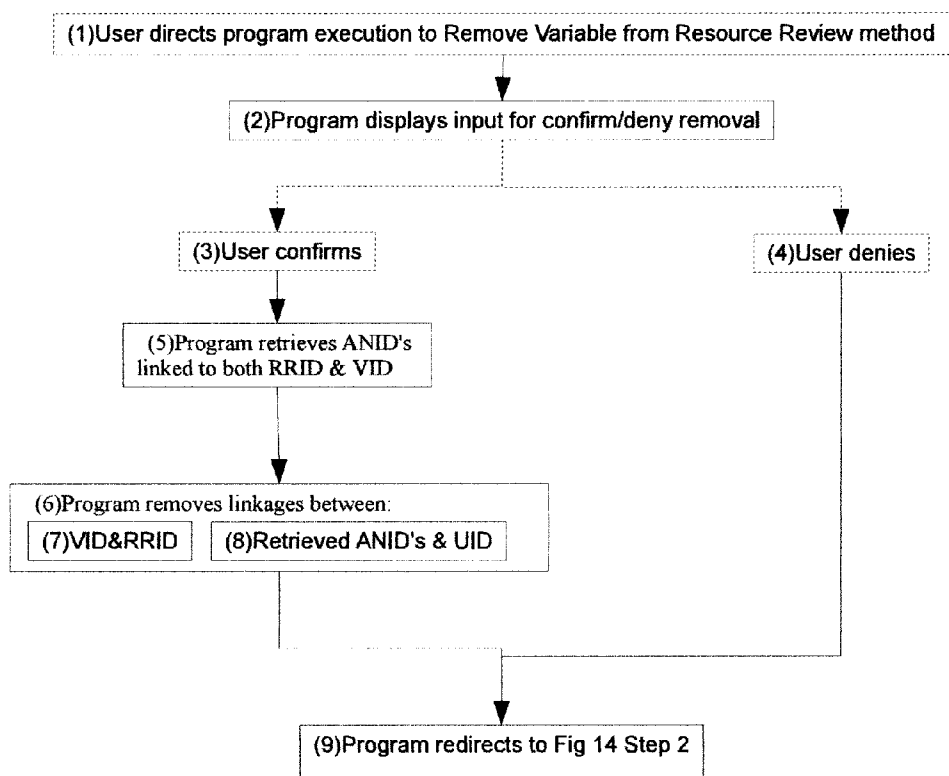 (1)User directs program execution to Remove Variable from Resource Review method
(2)Program displays input for confirm/deny removal
(3)User confirms
(4)User denies
(5)Program retrieves ANID's
linked to both RRID & VID
(6)Program removes linkages between:
(7)VID&RRID
(8)Retrieved ANID's & UID
(9)Program redirects to Fig 14 Step 2